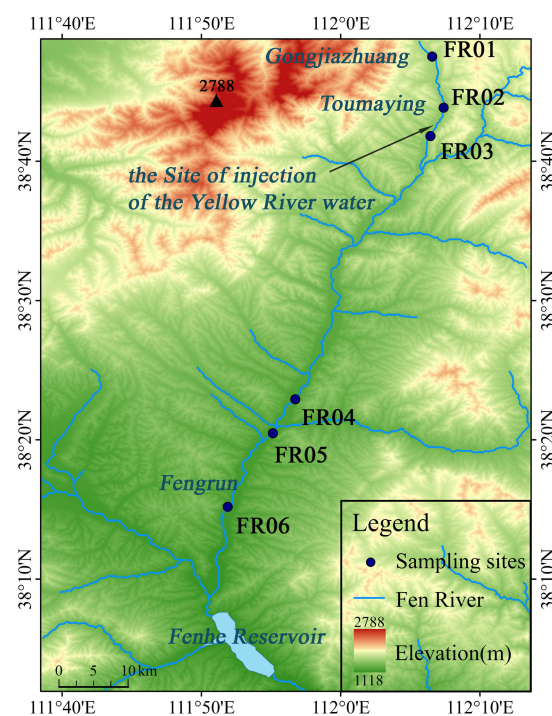 111°40'E 111°50'E 112°0'E 112°10'E
Gongjiazhuang
FR01
2788
Toumaying
FR02
FR03
38°40'N
38°40'N
the Site of injection
of the Yellow River water
38°30'N
38°30'N
FR04
38°20'N
38°20'N
FR05
Fengrun
FR06
Legend
Sampling sites
Fen River
2788
Elevation(m)
1118
38°10'N
38°10'N
Fenhe Reservoir
0 5 10 km
111°40'E 111°50'E 112°0'E 112°10'E